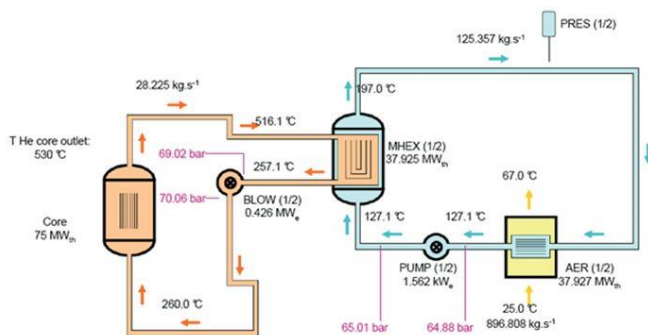 PRES (1/2)
125.357 kg.s⁻¹
28.225 kg.s⁻¹
197.0 °C
516.1 °C
T He core outlet:
530 °C
69.02 bar
257.1 °C
MHEX (1/2)
37.925 MWth
67.0 °C
70.06 bar
BLOW (1/2)
0.426 MWe
Core
75 MWth
127.1 °C
127.1 °C
PUMP (1/2)
1.562 kWe
AER (1/2)
37.927 MWth
260.0 °C
25.0 °C
896.808 kg.s⁻¹
65.01 bar
64.88 bar